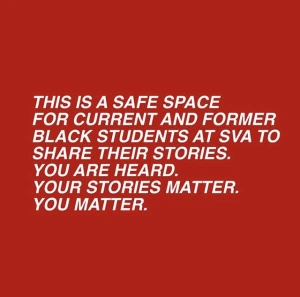 THIS IS A SAFE SPACE
FOR CURRENT AND FORMER
BLACK STUDENTS AT SVA TO
SHARE THEIR STORIES.
YOU ARE HEARD.
YOUR STORIES MATTER.
YOU MATTER.